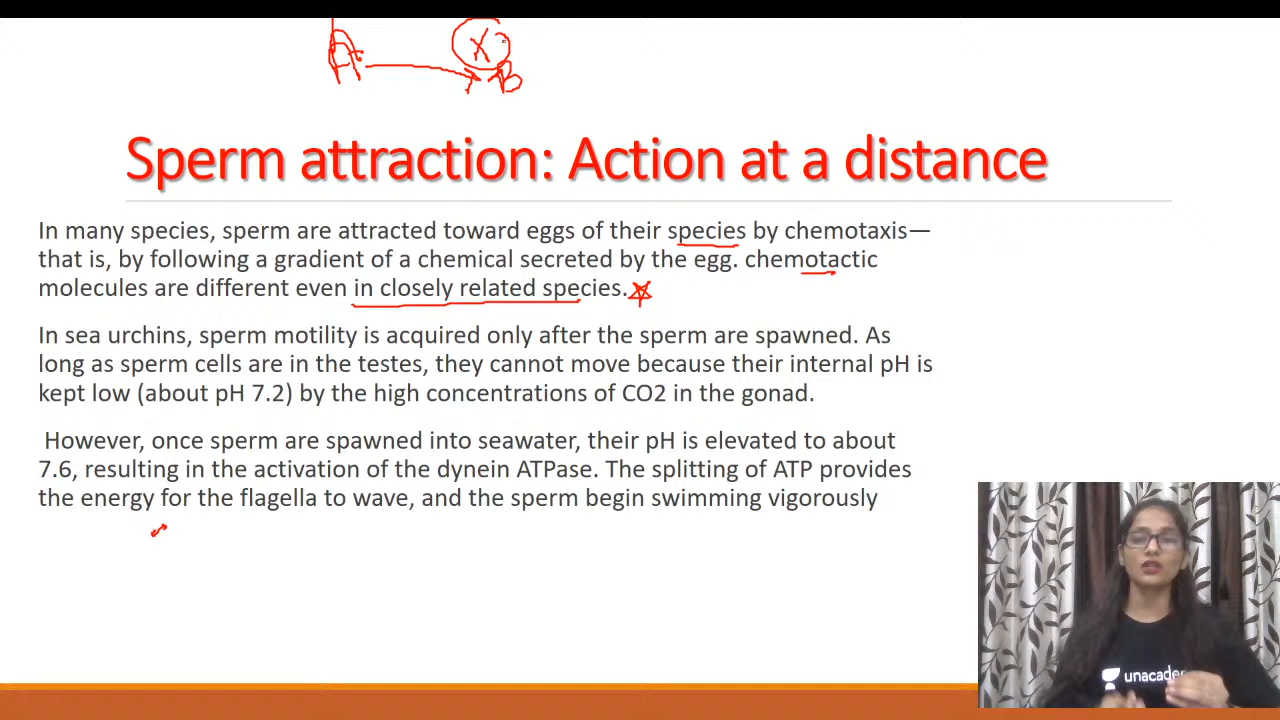 A X B
Sperm attraction: Action at a distance
In many species, sperm are attracted toward eggs of their species by chemotaxis—
that is, by following a gradient of a chemical secreted by the egg. chemotactic
molecules are different even in closely related species.
In sea urchins, sperm motility is acquired only after the sperm are spawned. As
long as sperm cells are in the testes, they cannot move because their internal pH is
kept low (about pH 7.2) by the high concentrations of CO2 in the gonad.
However, once sperm are spawned into seawater, their pH is elevated to about
7.6, resulting in the activation of the dynein ATPase. The splitting of ATP provides
the energy for the flagella to wave, and the sperm begin swimming vigorously
unacade